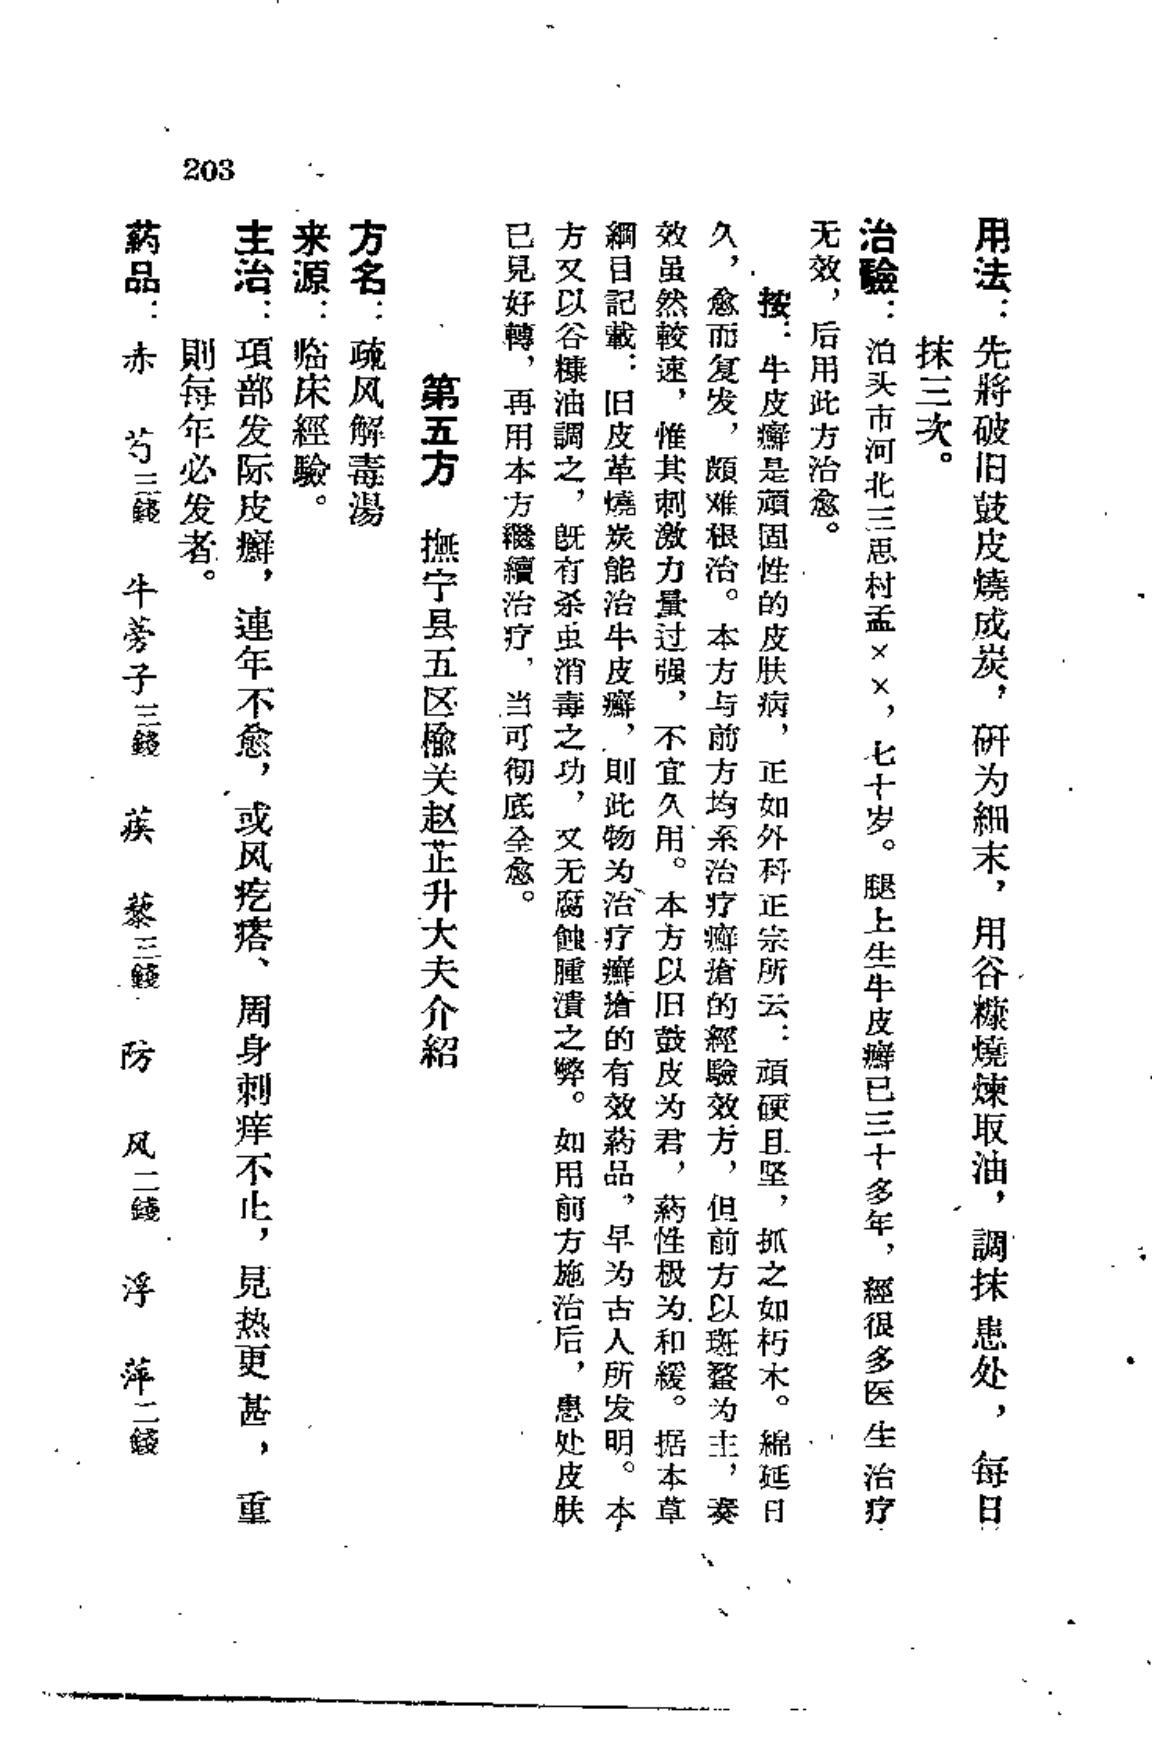 用法：先將破旧鼓皮燒成炭，硏为細末，用谷糠燒煉取油，調抹患处，每日
抹三次。
治驗：泊头市河北三思村孟××，七十岁。腿上生牛皮癬已三十多年，經很多医生治疗
无效，后用此方治愈。
按：牛皮癬是頑固性的皮肤病，正如外科正宗所云：頑硬且坚，抓之如朽木。綿延日
久，愈而复发，頗难根治。本方与前方均系治疗癬瘡的經驗效方，但前方以斑蝥为主，奏
效虽然較速，惟其刺激力量过强，不宜久用。本方以旧鼓皮为君，葯性极为和緩。据本草
綱目記載：旧皮革燒炭能治牛皮癬，則此物为治疗癬瘡的有效葯品，早为古人所发明。本
方又以谷糠油調之，既有杀虫消毒之功，又无腐蝕腫潰之弊。如用前方施治后，患处皮肤
已見好轉，再用本方繼續治疗，当可彻底全愈。
第五方　撫宁县五区榆关赵芷升大夫介紹
方名：疏风解毒湯
来源：临床經驗。
主治：項部发际皮癬，連年不愈，或风疙瘩、周身刺痒不止，見热更甚，重
則每年必发者。
葯品：赤芍三錢　牛蒡子三錢　蒺藜三錢　防风二錢　浮萍二錢
203